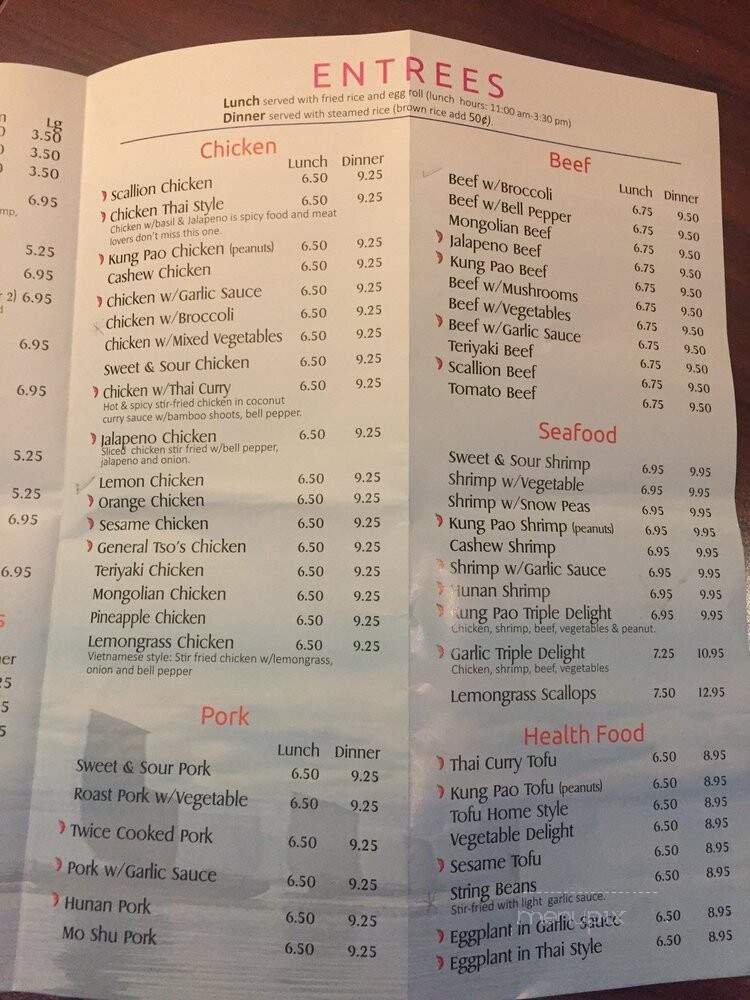 n
Lg
0 3.50
0 3.50
0 3.50
6.95
mp,
5.25
6.95
r 2) 6.95
d
6.95
6.95
5.25
5.25
6.95
6.95
s
er
25
5
5
ENTREES
Lunch served with fried rice and egg roll (lunch hours: 11:00 am-3:30 pm)
Dinner served with steamed rice (brown rice add 50¢).
Chicken
Lunch Dinner
Scallion Chicken 6.50 9.25
Chicken Thai Style 6.50 9.25
Chicken w/basil & Jalapeno is spicy food and meat
lovers don't miss this one.
Kung Pao Chicken (peanuts) 6.50 9.25
Cashew Chicken 6.50 9.25
Chicken w/Garlic Sauce 6.50 9.25
Chicken w/Broccoli 6.50 9.25
Chicken w/Mixed Vegetables 6.50 9.25
Sweet & Sour Chicken 6.50 9.25
Chicken w/Thai Curry 6.50 9.25
Hot & spicy stir-fried chicken in coconut
curry sauce w/bamboo shoots, bell pepper.
Jalapeno Chicken 6.50 9.25
Sliced chicken stir fried w/bell pepper,
jalapeno and onion.
Lemon Chicken 6.50 9.25
Orange Chicken 6.50 9.25
Sesame Chicken 6.50 9.25
General Tso's Chicken 6.50 9.25
Teriyaki Chicken 6.50 9.25
Mongolian Chicken 6.50 9.25
Pineapple Chicken 6.50 9.25
Lemongrass Chicken 6.50 9.25
Vietnamese style: Stir fried chicken w/lemongrass,
onion and bell pepper
Pork
Lunch Dinner
Sweet & Sour Pork 6.50 9.25
Roast Pork w/Vegetable 6.50 9.25
Twice Cooked Pork 6.50 9.25
Pork w/Garlic Sauce 6.50 9.25
Hunan Pork 6.50 9.25
Mo Shu Pork 6.50 9.25
Beef
Lunch Dinner
Beef w/Broccoli 6.75 9.50
Beef w/Bell Pepper 6.75 9.50
Mongolian Beef 6.75 9.50
Jalapeno Beef 6.75 9.50
Kung Pao Beef 6.75 9.50
Beef w/Mushrooms 6.75 9.50
Beef w/Vegetables 6.75 9.50
Beef w/Garlic Sauce 6.75 9.50
Teriyaki Beef 6.75 9.50
Scallion Beef 6.75 9.50
Tomato Beef 6.75 9.50
Seafood
Sweet & Sour Shrimp 6.95 9.95
Shrimp w/Vegetable 6.95 9.95
Shrimp w/Snow Peas 6.95 9.95
Kung Pao Shrimp (peanuts) 6.95 9.95
Cashew Shrimp 6.95 9.95
Shrimp w/Garlic Sauce 6.95 9.95
Hunan Shrimp 6.95 9.95
Kung Pao Triple Delight 6.95 9.95
Chicken, shrimp, beef, vegetables & peanut.
Garlic Triple Delight 7.25 10.95
Chicken, shrimp, beef, vegetables
Lemongrass Scallops 7.50 12.95
Health Food
Thai Curry Tofu 6.50 8.95
Kung Pao Tofu (peanuts) 6.50 8.95
Tofu Home Style 6.50 8.95
Vegetable Delight 6.50 8.95
Sesame Tofu 6.50 8.95
String Beans 6.50 8.95
Stir-fried with light garlic sauce.
Eggplant in Garlic Sauce 6.50 8.95
Eggplant in Thai Style 6.50 8.95
menupix